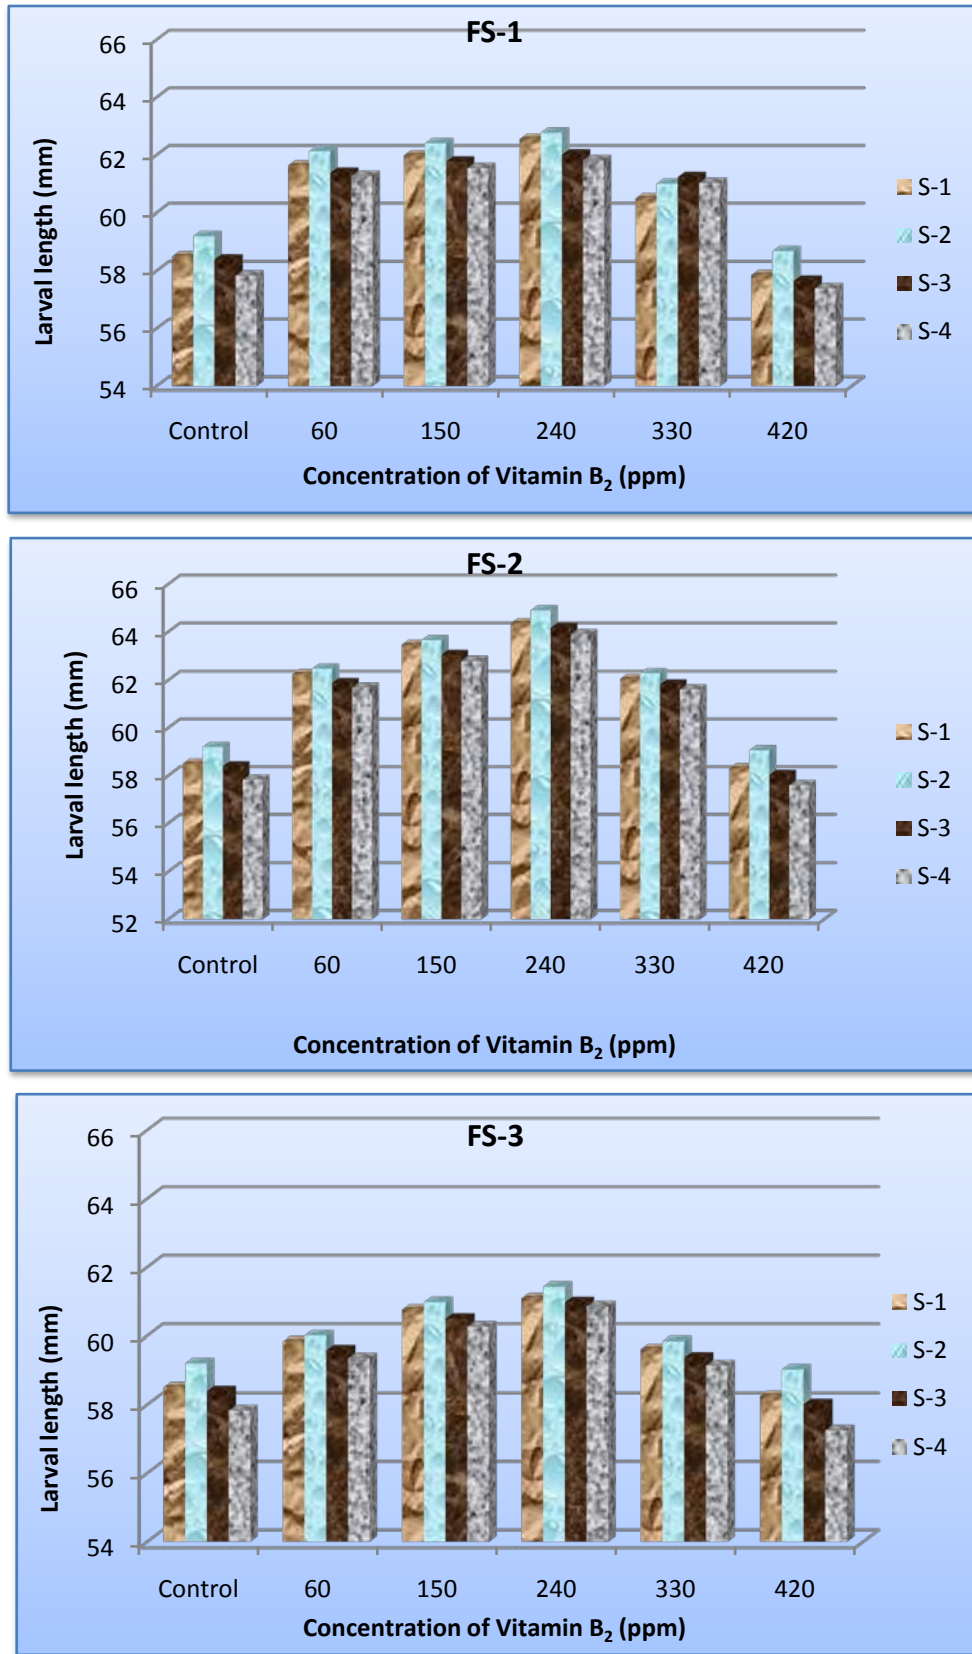 FS-1
66
64
62
60
58
56
54
Larval length (mm)
Control 60 150 240 330 420
Concentration of Vitamin B₂ (ppm)
S-1
S-2
S-3
S-4
FS-2
66
64
62
60
58
56
54
52
Larval length (mm)
Control 60 150 240 330 420
Concentration of Vitamin B₂ (ppm)
S-1
S-2
S-3
S-4
FS-3
66
64
62
60
58
56
54
Larval length (mm)
Control 60 150 240 330 420
Concentration of Vitamin B₂ (ppm)
S-1
S-2
S-3
S-4